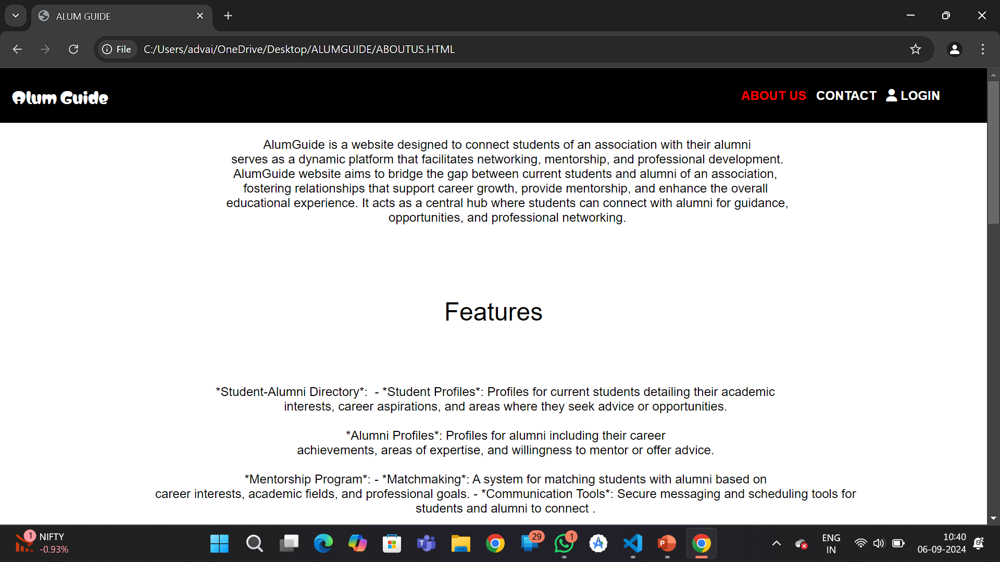 ALUM GUIDE
File
C:/Users/advai/OneDrive/Desktop/ALUMGUIDE/ABOUTUS.HTML
Alum Guide
ABOUT US CONTACT LOGIN
AlumGuide is a website designed to connect students of an association with their alumni
serves as a dynamic platform that facilitates networking, mentorship, and professional development.
AlumGuide website aims to bridge the gap between current students and alumni of an association,
fostering relationships that support career growth, provide mentorship, and enhance the overall
educational experience. It acts as a central hub where students can connect with alumni for guidance,
opportunities, and professional networking.
Features
*Student-Alumni Directory*:  - *Student Profiles*: Profiles for current students detailing their academic
interests, career aspirations, and areas where they seek advice or opportunities.
*Alumni Profiles*: Profiles for alumni including their career
achievements, areas of expertise, and willingness to mentor or offer advice.
*Mentorship Program*: - *Matchmaking*: A system for matching students with alumni based on
career interests, academic fields, and professional goals. - *Communication Tools*: Secure messaging and scheduling tools for
students and alumni to connect .
1
NIFTY
-0.93%
29
1
P
ENG
IN
10:40
06-09-2024